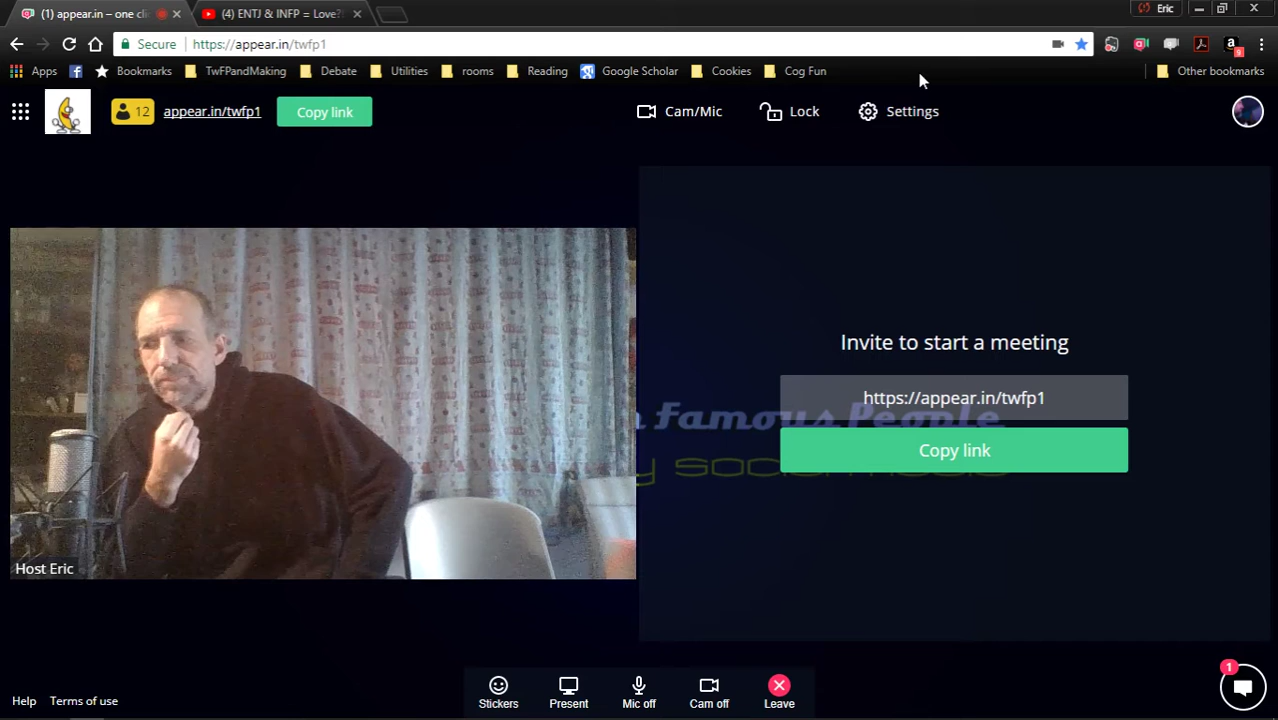 (1) appear.in – one cli
(4) ENTJ & INFP = Love?!
Eric
Secure
https://appear.in/twfp1
9
Apps
Bookmarks
TwFPandMaking
Debate
Utilities
rooms
Reading
Google Scholar
Cookies
Cog Fun
Other bookmarks
12
appear.in/twfp1
Copy link
Cam/Mic
Lock
Settings
Invite to start a meeting
https://appear.in/twfp1
Famous People
Copy link
Host Eric
Help
Terms of use
Stickers
Present
Mic off
Cam off
Leave
1